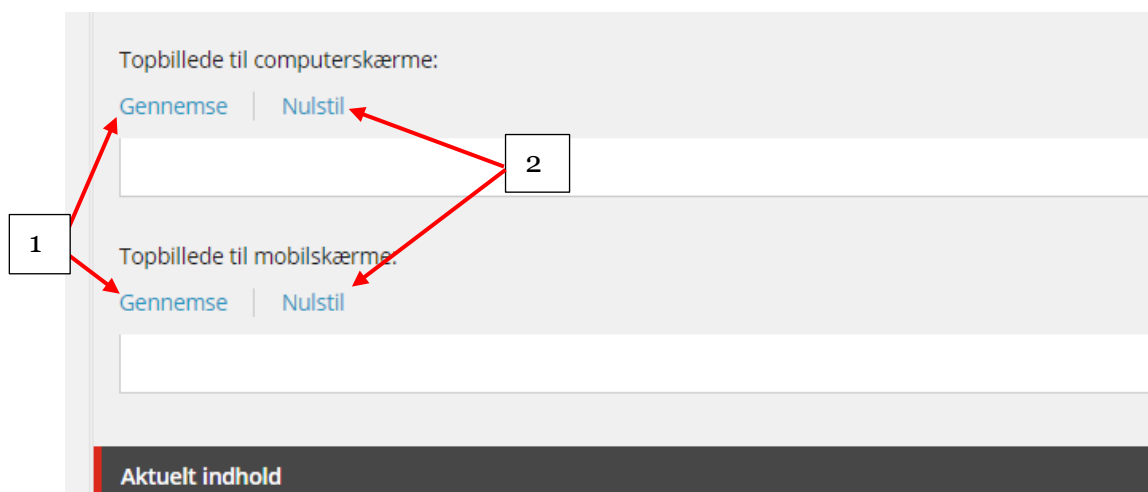 Topbillede til computerskærme:
Gennemse
Nulstil
2
1
Topbillede til mobilskærme:
Gennemse
Nulstil
Aktuelt indhold